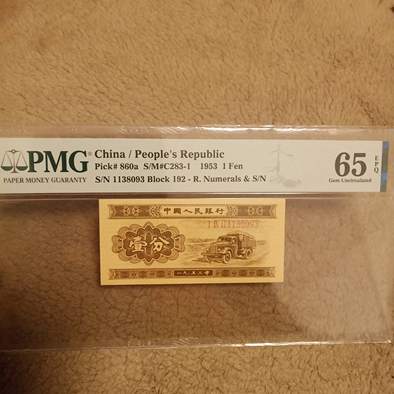 PMG
PAPER MONEY GUARANTY
China / People's Republic
Pick# 860a S/M#C283-1 1953 1 Fen
S/N 1138093 Block 192 - R. Numerals & S/N
65 EPQ
Gem Uncirculated
中國人民銀行
壹分
一九五三年